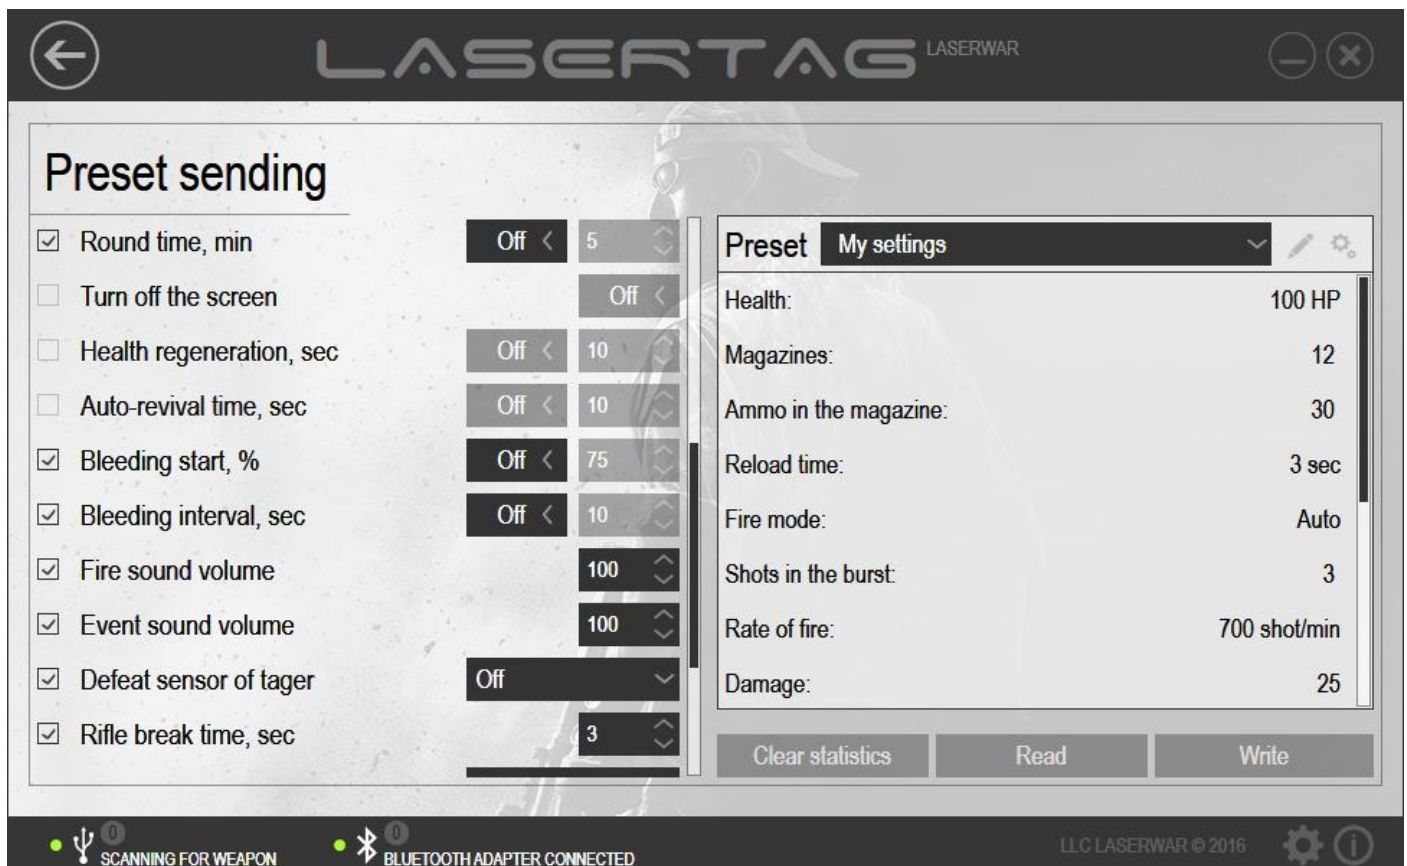 LASERTAG LASERWAR
Preset sending
Round time, min Off 5
Turn off the screen Off
Health regeneration, sec Off 10
Auto-revival time, sec Off 10
Bleeding start, % Off 75
Bleeding interval, sec Off 10
Fire sound volume 100
Event sound volume 100
Defeat sensor of tager Off
Rifle break time, sec 3
Preset My settings
Health: 100 HP
Magazines: 12
Ammo in the magazine: 30
Reload time: 3 sec
Fire mode: Auto
Shots in the burst: 3
Rate of fire: 700 shot/min
Damage: 25
Clear statistics Read Write
0 SCANNING FOR WEAPON 0 BLUETOOTH ADAPTER CONNECTED LLC LASERWAR © 2016